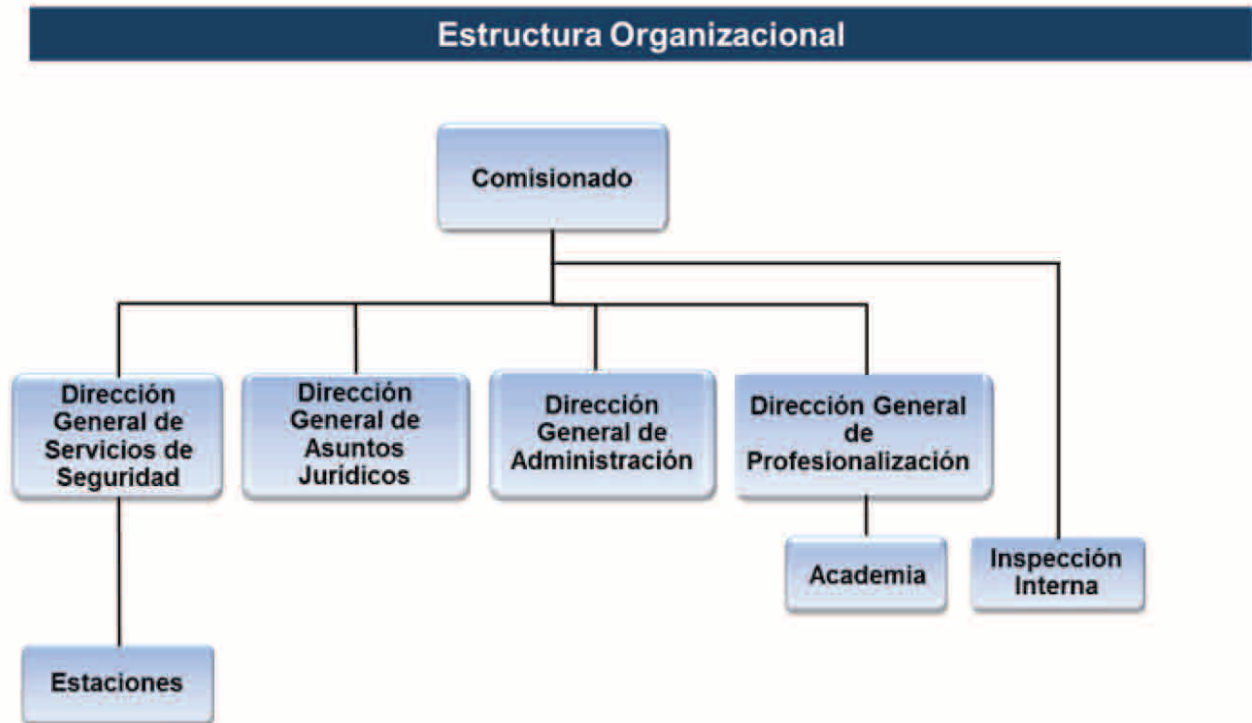 Estructura Organizacional
Comisionado
Dirección
General de
Servicios de
Seguridad
Dirección
General de
Asuntos
Jurídicos
Dirección
General de
Administración
Dirección General
de
Profesionalización
Academia
Inspección
Interna
Estaciones